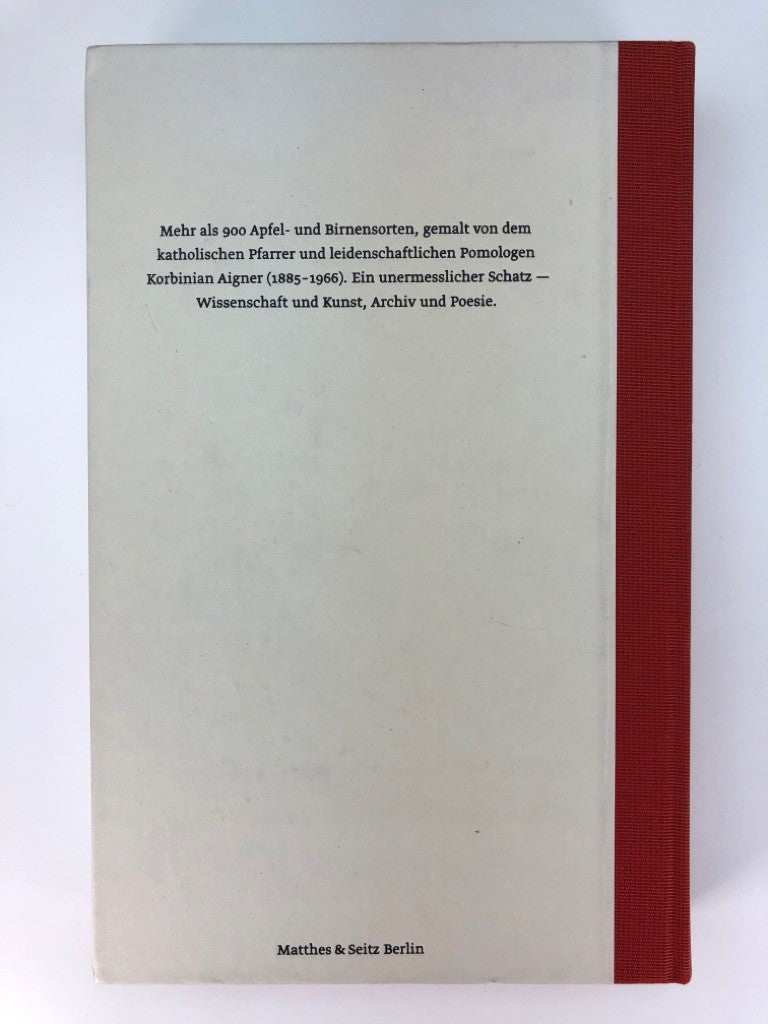 Mehr als 900 Apfel- und Birnensorten, gemalt von dem
katholischen Pfarrer und leidenschaftlichen Pomologen
Korbinian Aigner (1885–1966). Ein unermesslicher Schatz —
Wissenschaft und Kunst, Archiv und Poesie.
Matthes & Seitz Berlin